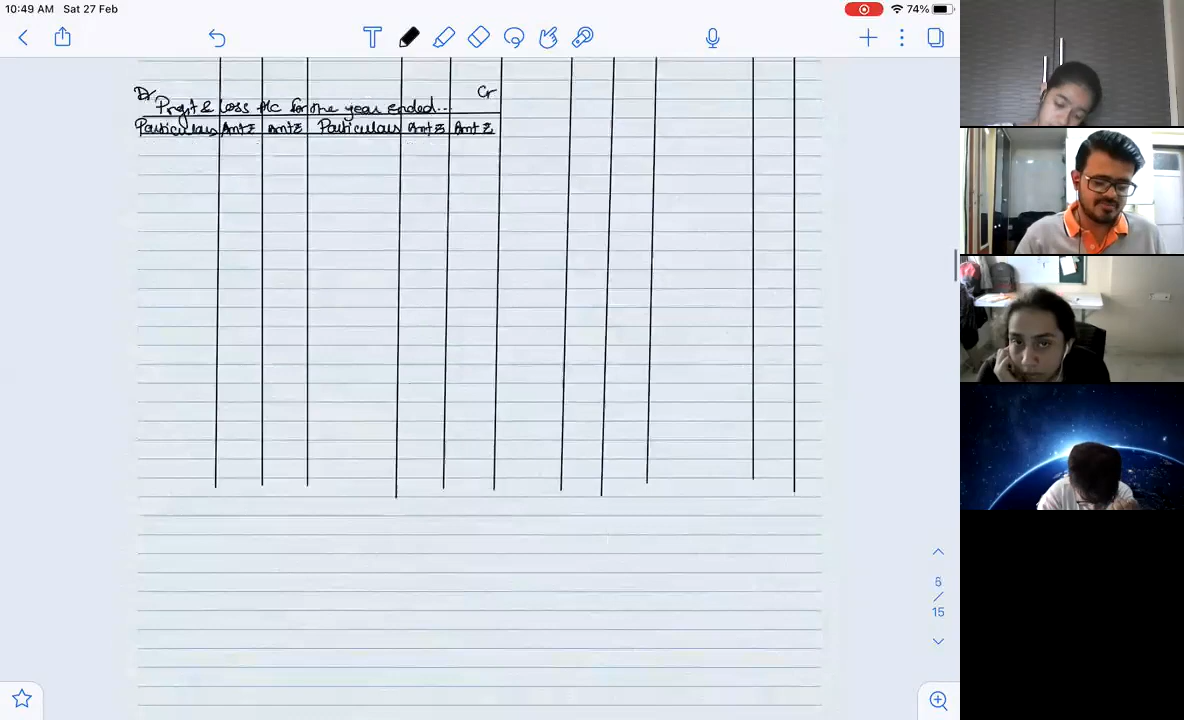 10:49 AM Sat 27 Feb
74%
Dr Cr
Profit & Loss A/c for the year ended...
Particulars Amt ₹ Amt ₹ Particulars Amt ₹ Amt ₹
6
/
15